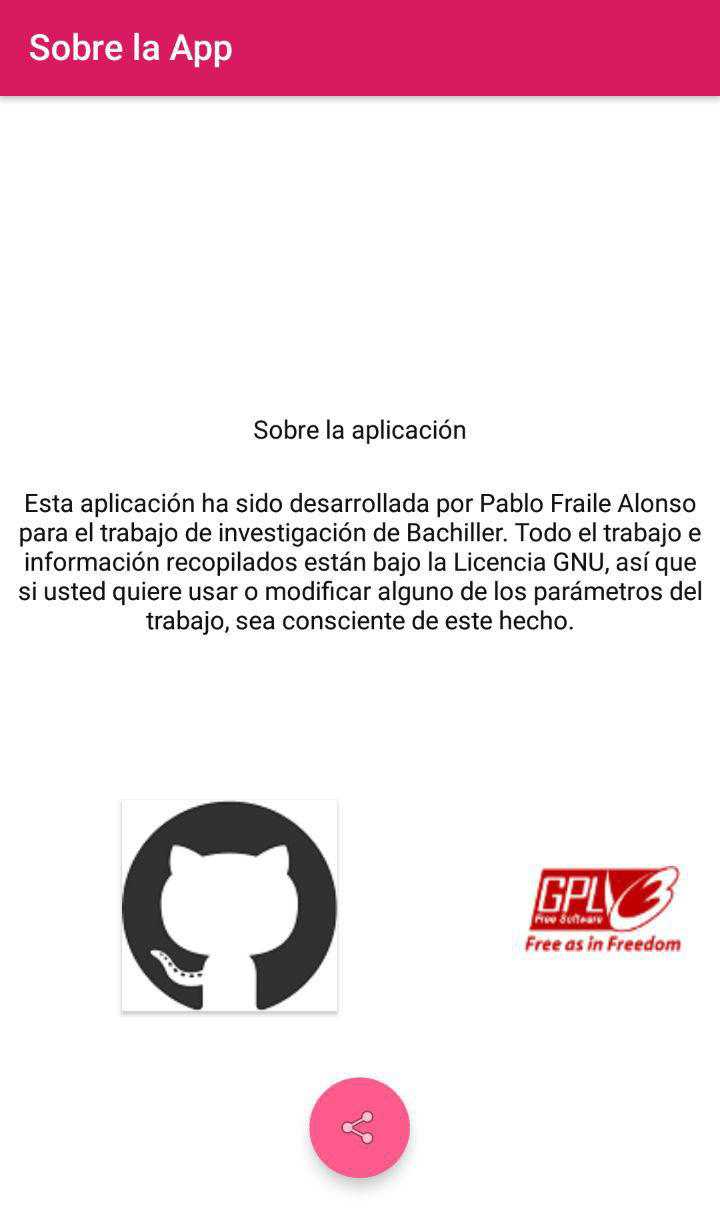 Sobre la App
Sobre la aplicación
Esta aplicación ha sido desarrollada por Pablo Fraile Alonso
para el trabajo de investigación de Bachiller. Todo el trabajo e
información recopilados están bajo la Licencia GNU, así que
si usted quiere usar o modificar alguno de los parámetros del
trabajo, sea consciente de este hecho.
GPLv3
Free Software
Free as in Freedom